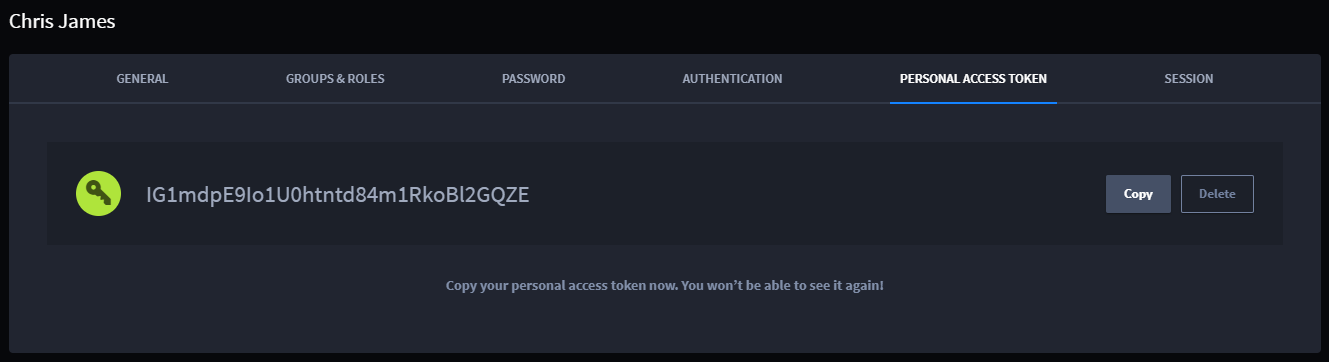 Chris James
GENERAL GROUPS & ROLES PASSWORD AUTHENTICATION PERSONAL ACCESS TOKEN SESSION
IG1mdpE9Io1U0htntd84m1RkoBl2GQZE Copy Delete
Copy your personal access token now. You won’t be able to see it again!